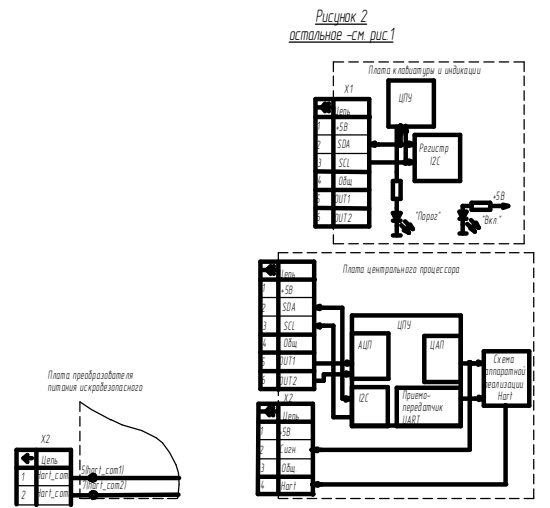 Рисунок 2
остальное -см. рис.1
Плата клавиатуры и индикации
X1
Цепь
1 +5В
2 SDA
3 SCL
4 Общ
5 OUT1
6 OUT2
ЦПУ
Регистр
I2C
"Порог"
+5В
"Вкл."
Плата центрального процессора
Цепь
1 +5В
2 SDA
3 SCL
4 Общ
5 OUT1
6 OUT2
ЦПУ
АЦП
ЦАП
I2C
Приемо-
передатчик
UART
Схема
аппаратной
реализации
Hart
X2
Цепь
1 +5В
2 Сигн
3 Общ
4 Hart
Плата преобразователя
питания искробезопасного
X2
Цепь
1 Hart_com
2 Hart_com
5(hart_com1)
7(hart_com2)